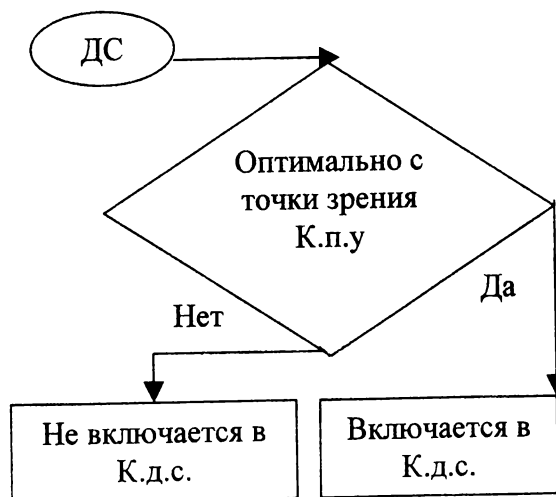 ДС
Оптимально с
точки зрения
К.п.у
Нет
Да
Не включается в
К.д.с.
Включается в
К.д.с.